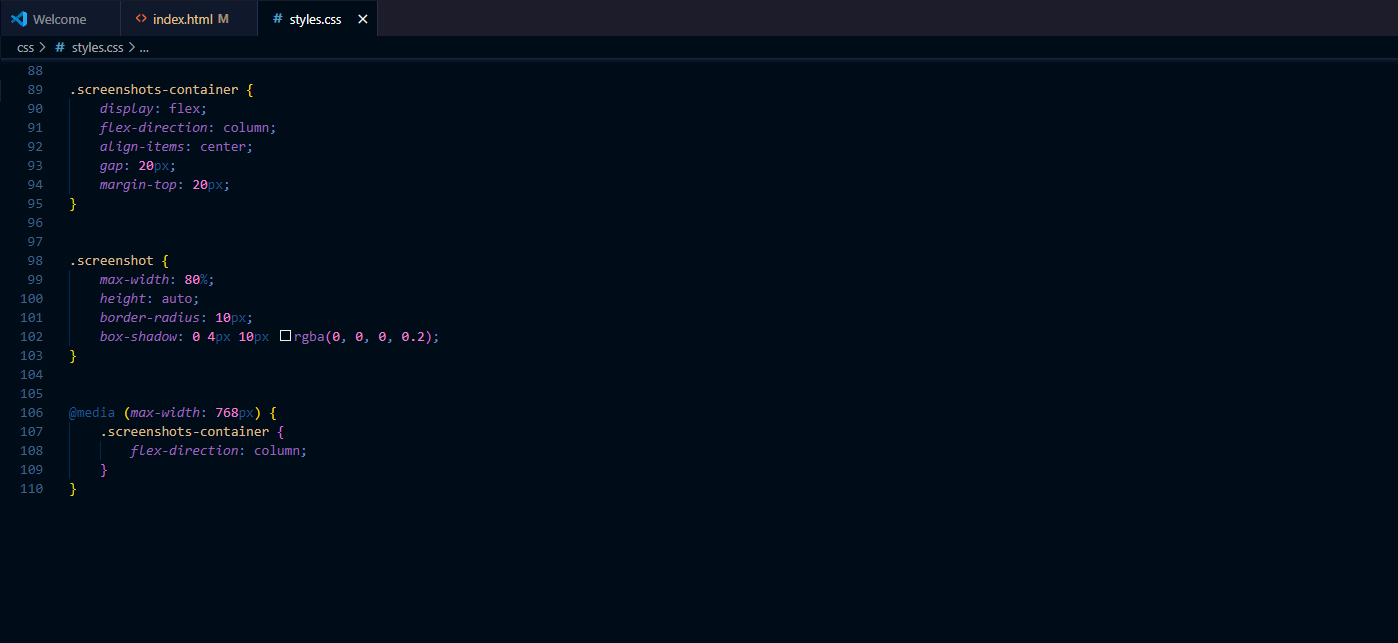 Welcome
index.html M
# styles.css ×
css > # styles.css > ...
88
89 .screenshots-container {
90 display: flex;
91 flex-direction: column;
92 align-items: center;
93 gap: 20px;
94 margin-top: 20px;
95 }
96
97
98 .screenshot {
99 max-width: 80%;
100 height: auto;
101 border-radius: 10px;
102 box-shadow: 0 4px 10px rgba(0, 0, 0, 0.2);
103 }
104
105
106 @media (max-width: 768px) {
107 .screenshots-container {
108 flex-direction: column;
109 }
110 }